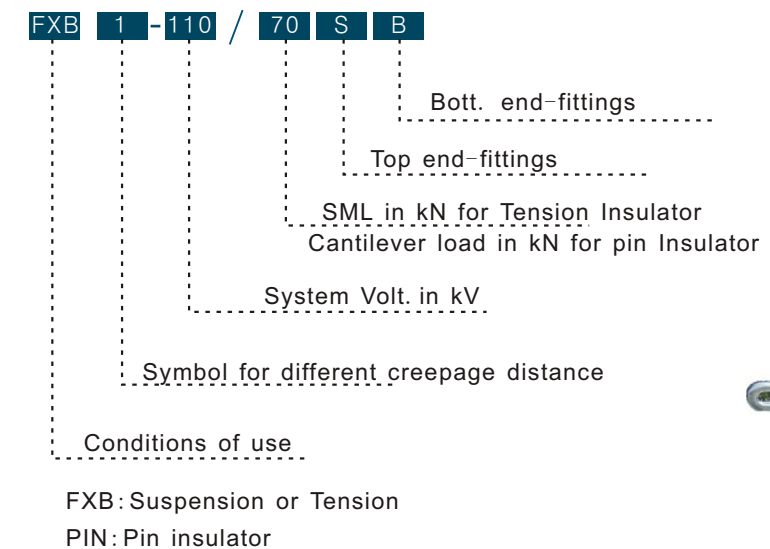 FXB 1 -110 / 70 S B
Bott. end-fittings
Top end-fittings
SML in kN for Tension Insulator
Cantilever load in kN for pin Insulator
System Volt. in kV
Symbol for different creepage distance
Conditions of use
FXB: Suspension or Tension
PIN: Pin insulator